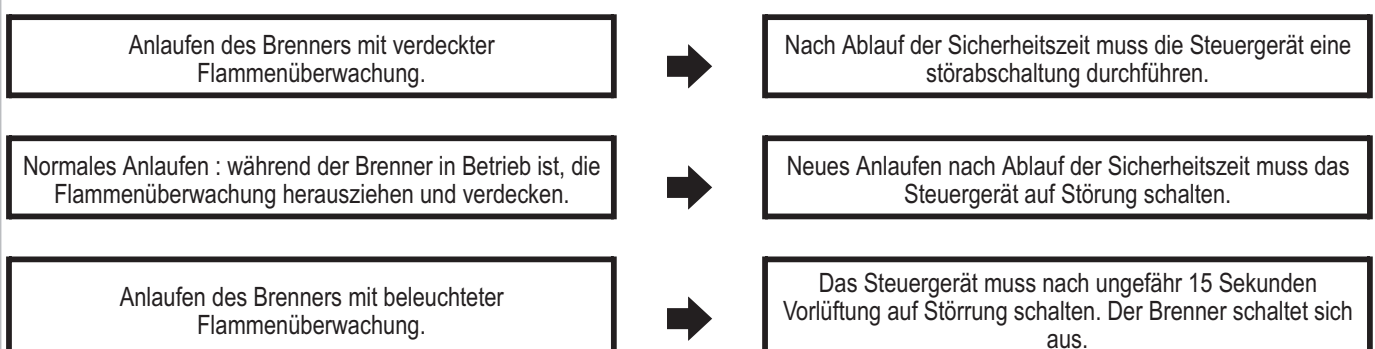 Anlaufen des Brenners mit verdeckter
Flammenüberwachung.
Nach Ablauf der Sicherheitszeit muss die Steuergerät eine
störabschaltung durchführen.
Normales Anlaufen : während der Brenner in Betrieb ist, die
Flammenüberwachung herausziehen und verdecken.
Neues Anlaufen nach Ablauf der Sicherheitszeit muss das
Steuergerät auf Störung schalten.
Anlaufen des Brenners mit beleuchteter
Flammenüberwachung.
Das Steuergerät muss nach ungefähr 15 Sekunden
Vorlüftung auf Störrung schalten. Der Brenner schaltet sich
aus.